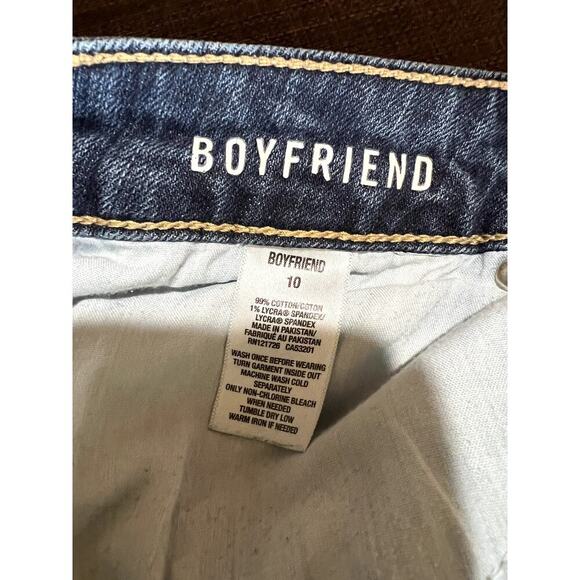 BOYFRIEND
BOYFRIEND
10
99% COTTON/COTON
1% LYCRA® SPANDEX/
LYCRA® SPANDEX
MADE IN PAKISTAN/
FABRIQUÉ AU PAKISTAN
RN121726 CA53201
WASH ONCE BEFORE WEARING
TURN GARMENT INSIDE OUT
MACHINE WASH COLD
SEPARATELY
ONLY NON-CHLORINE BLEACH
WHEN NEEDED
TUMBLE DRY LOW
WARM IRON IF NEEDED